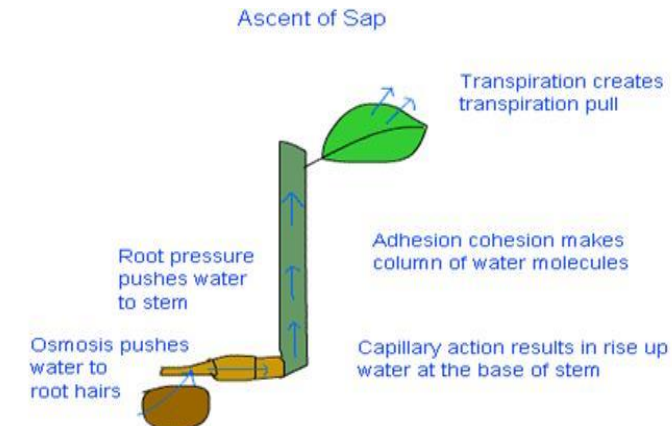 Ascent of Sap
Transpiration creates
transpiration pull
Adhesion cohesion makes
column of water molecules
Root pressure
pushes water
to stem
Osmosis pushes
water to
root hairs
Capillary action results in rise up
water at the base of stem